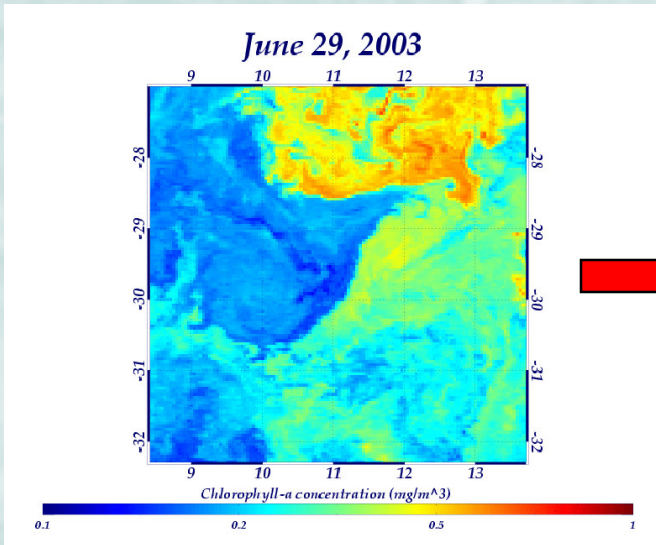 June 29, 2003
9 10 11 12 13
-28 -28
-29 -29
-30 -30
-31 -31
-32 -32
9 10 11 12 13
Chlorophyll-a concentration (mg/m^3)
0.1 0.2 0.5 1